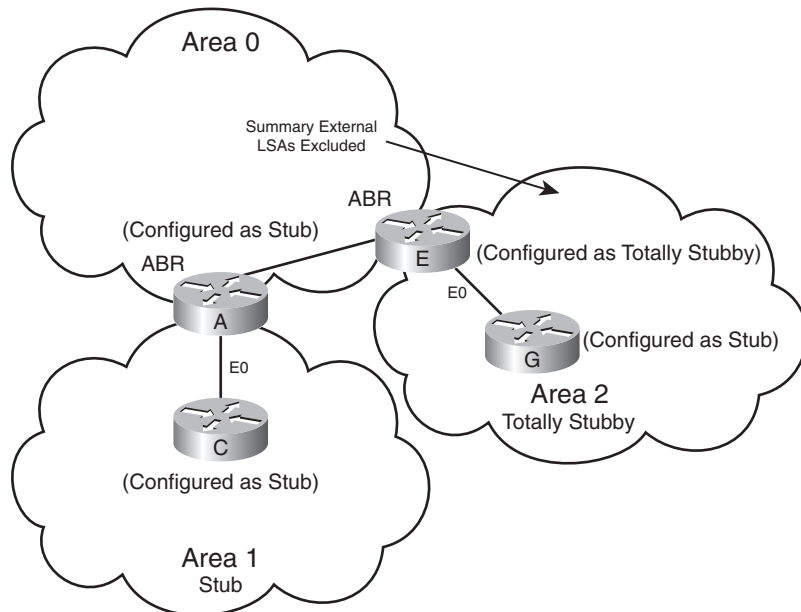 Area 0
Summary External
LSAs Excluded
ABR
(Configured as Stub)
ABR
E
(Configured as Totally Stubby)
A
E0
G
(Configured as Stub)
E0
Area 2
Totally Stubby
C
(Configured as Stub)
Area 1
Stub